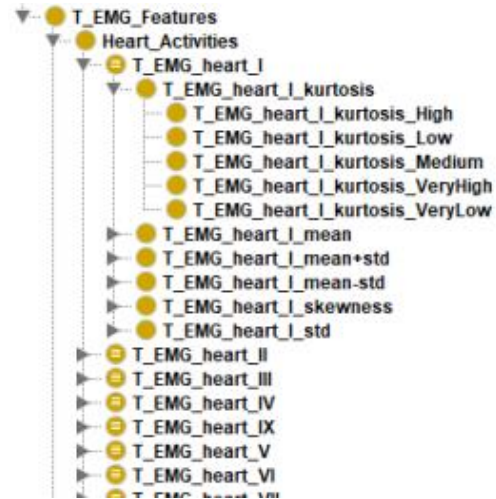 T_EMG_Features
Heart_Activities
T_EMG_heart_I
T_EMG_heart_I_kurtosis
T_EMG_heart_I_kurtosis_High
T_EMG_heart_I_kurtosis_Low
T_EMG_heart_I_kurtosis_Medium
T_EMG_heart_I_kurtosis_VeryHigh
T_EMG_heart_I_kurtosis_VeryLow
T_EMG_heart_I_mean
T_EMG_heart_I_mean+std
T_EMG_heart_I_mean-std
T_EMG_heart_I_skewness
T_EMG_heart_I_std
T_EMG_heart_II
T_EMG_heart_III
T_EMG_heart_IV
T_EMG_heart_IX
T_EMG_heart_V
T_EMG_heart_VI
T_EMG_heart_VII